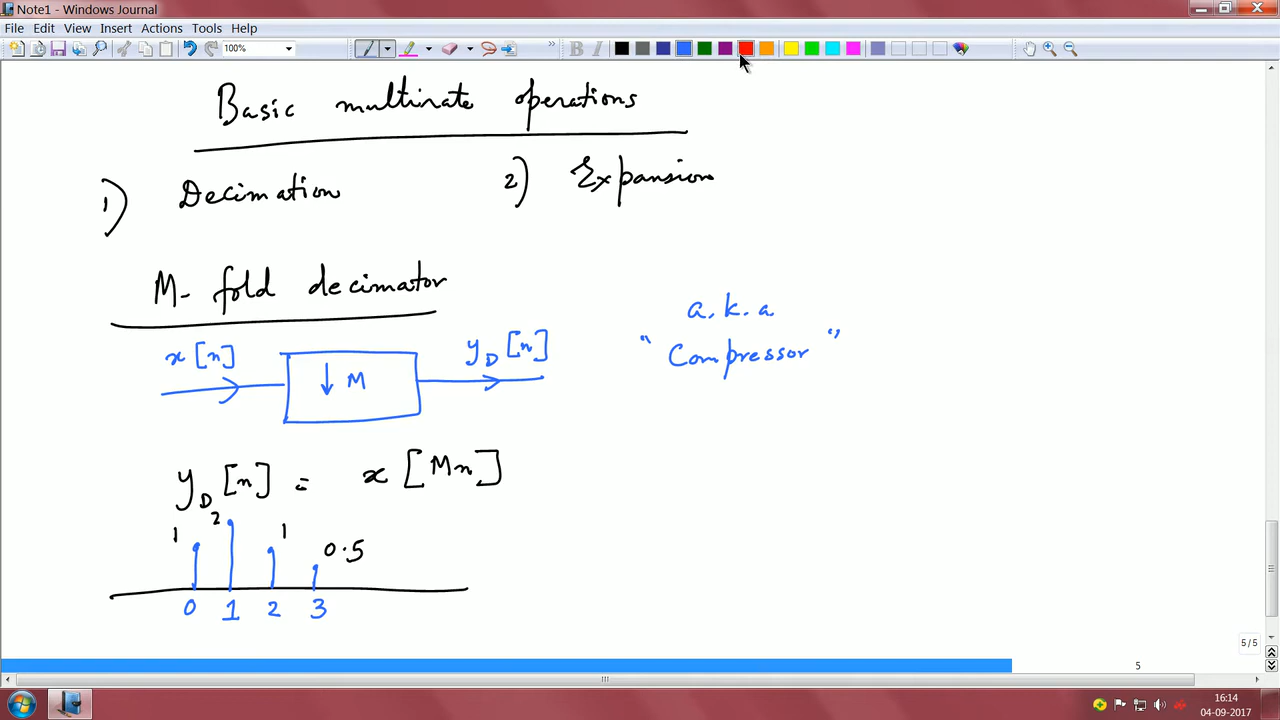 Note1 - Windows Journal
File Edit View Insert Actions Tools Help
100%
B I
Basic multirate operations
1) Decimation 2) Expansion
M- fold decimator
a.k.a
x[n] ↓ M y_D[n] " Compressor "
y_D[n] = x[Mn]
1 2 1 0.5
0 1 2 3
5/5
5
16:14
04-09-2017